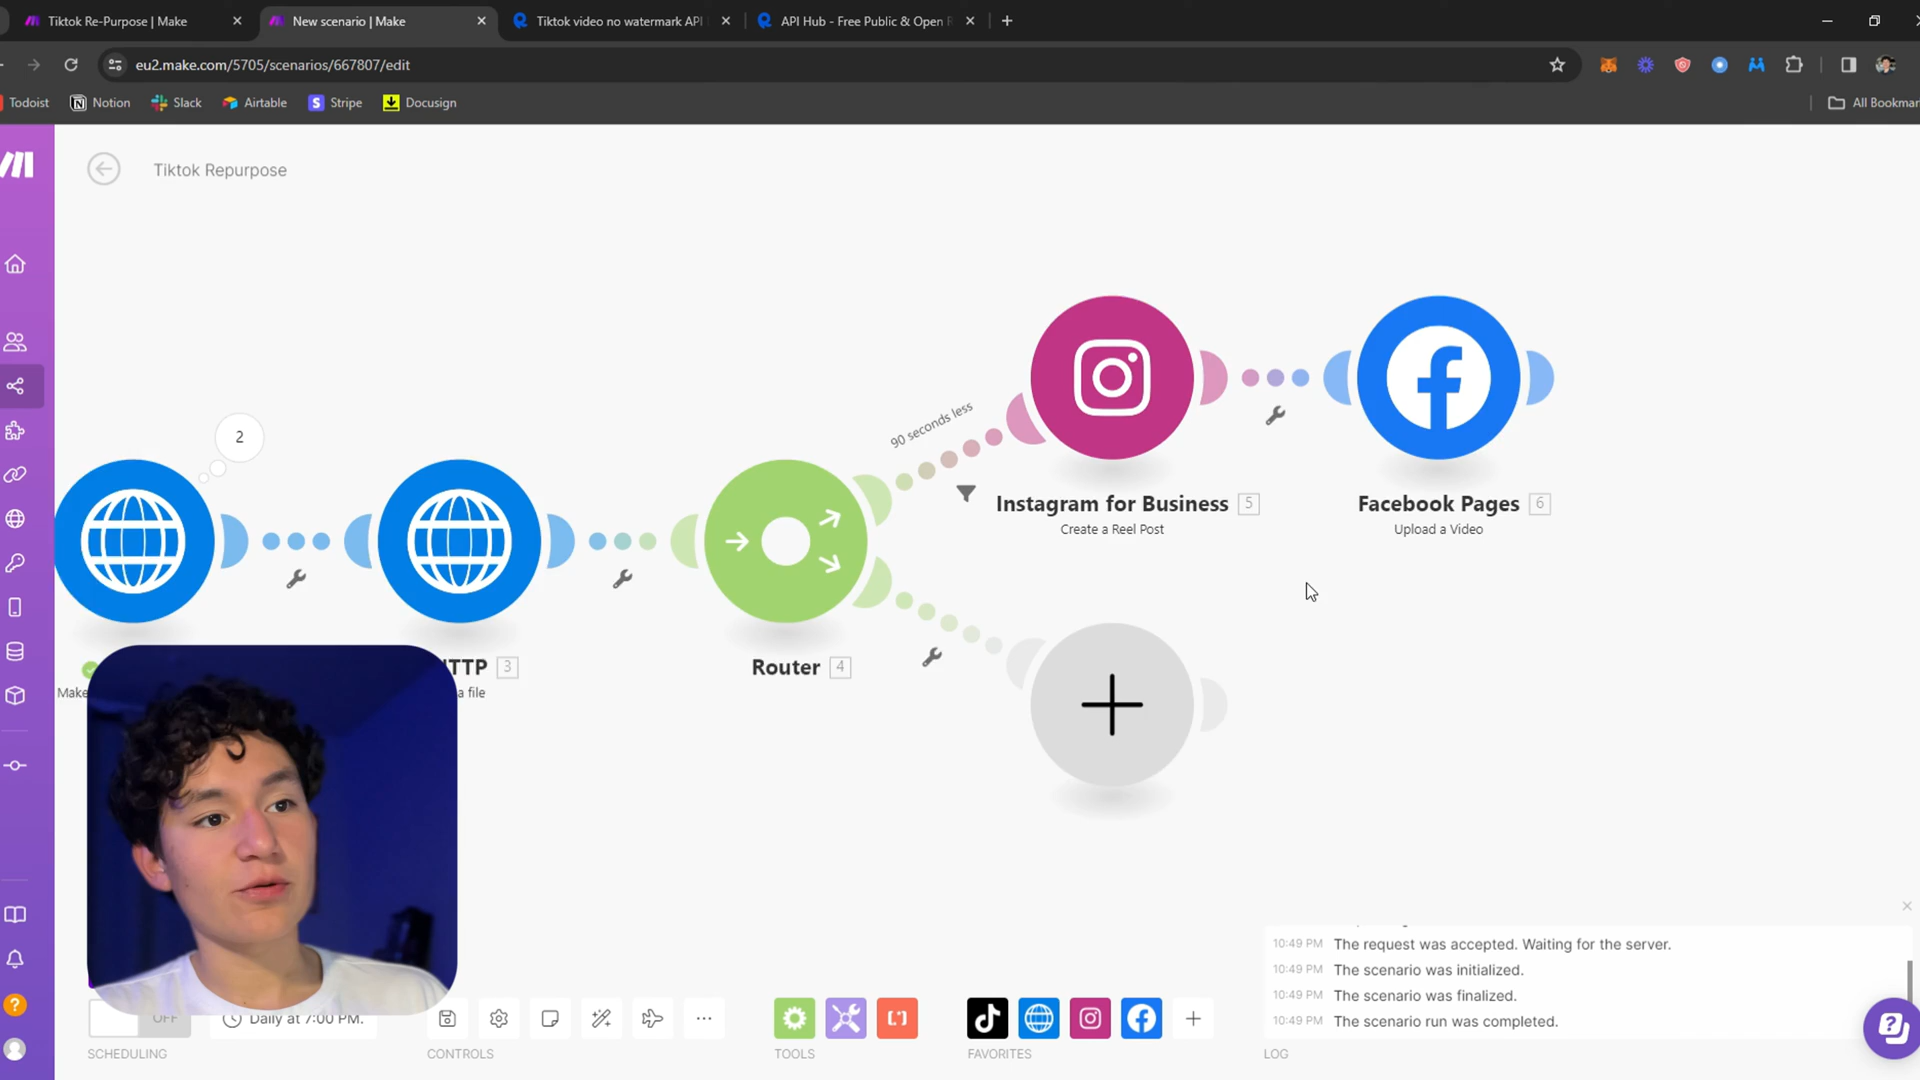 Tiktok Re-Purpose | Make
New scenario | Make
Tiktok video no watermark API
API Hub - Free Public & Open
eu2.make.com/5705/scenarios/667807/edit
Todoist
Notion
Slack
Airtable
Stripe
Docusign
All Bookmar
Tiktok Repurpose
2
90 seconds less
Instagram for Business 5
Create a Reel Post
Facebook Pages 6
Upload a Video
Make
TTP 3
a file
Router 4
10:49 PM The request was accepted. Waiting for the server.
10:49 PM The scenario was initialized.
10:49 PM The scenario was finalized.
10:49 PM The scenario run was completed.
OFF
Daily at 7:00 PM.
SCHEDULING
CONTROLS
TOOLS
FAVORITES
LOG